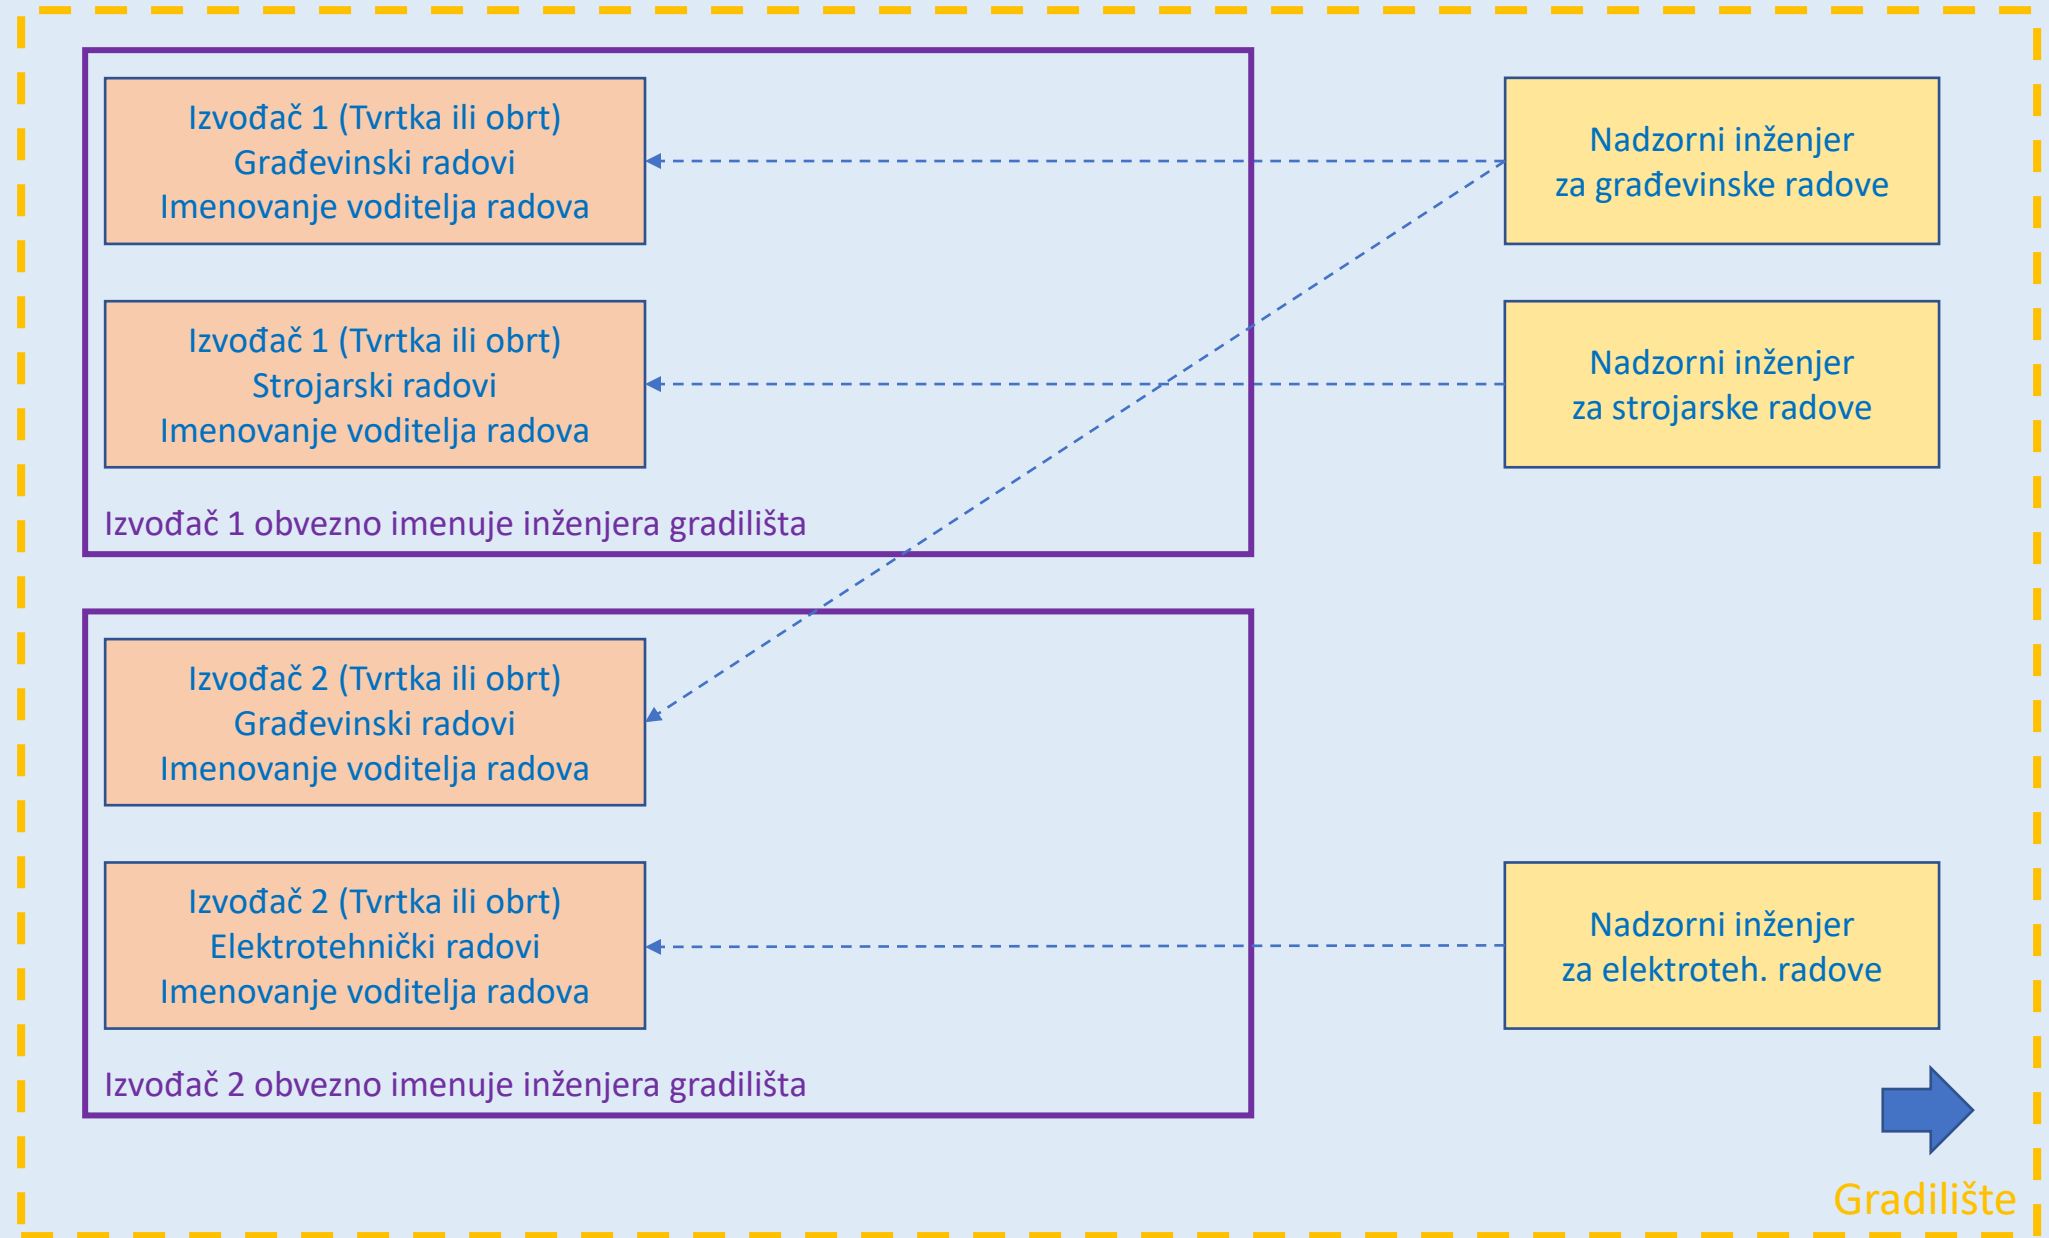 Izvođač 1 (Tvrtka ili obrt)
Građevinski radovi
Imenovanje voditelja radova
Nadzorni inženjer
za građevinske radove
Izvođač 1 (Tvrtka ili obrt)
Strojarski radovi
Imenovanje voditelja radova
Nadzorni inženjer
za strojarske radove
Izvođač 1 obvezno imenuje inženjera gradilišta
Izvođač 2 (Tvrtka ili obrt)
Građevinski radovi
Imenovanje voditelja radova
Izvođač 2 (Tvrtka ili obrt)
Elektrotehnički radovi
Imenovanje voditelja radova
Nadzorni inženjer
za elektroteh. radove
Izvođač 2 obvezno imenuje inženjera gradilišta
Gradilište